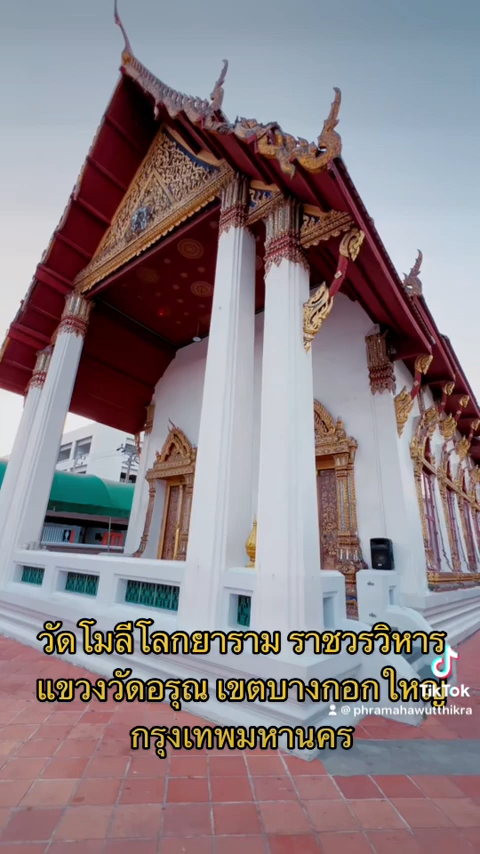 วัดโมลีโลกยาราม ราชวรวิหาร
แขวงวัดอรุณ เขตบางกอกใหญ่
กรุงเทพมหานคร
TikTok
@phramahawutthikra